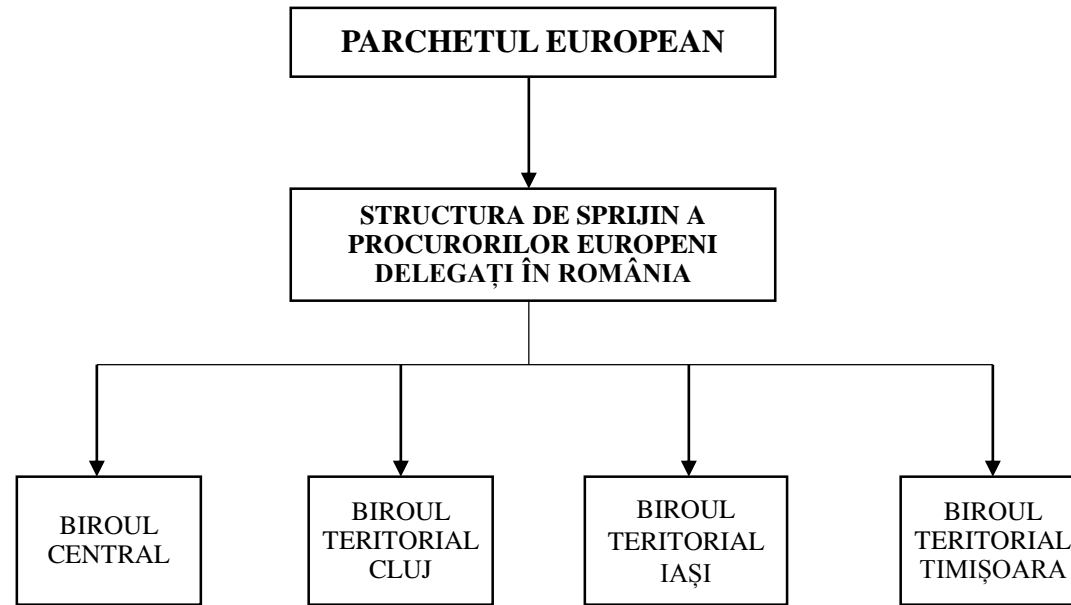 PARCHETUL EUROPEAN
STRUCTURA DE SPRIJIN A
PROCURORILOR EUROPENI
DELEGAȚI ÎN ROMÂNIA
BIROUL
CENTRAL
BIROUL
TERITORIAL
CLUJ
BIROUL
TERITORIAL
IAȘI
BIROUL
TERITORIAL
TIMIȘOARA